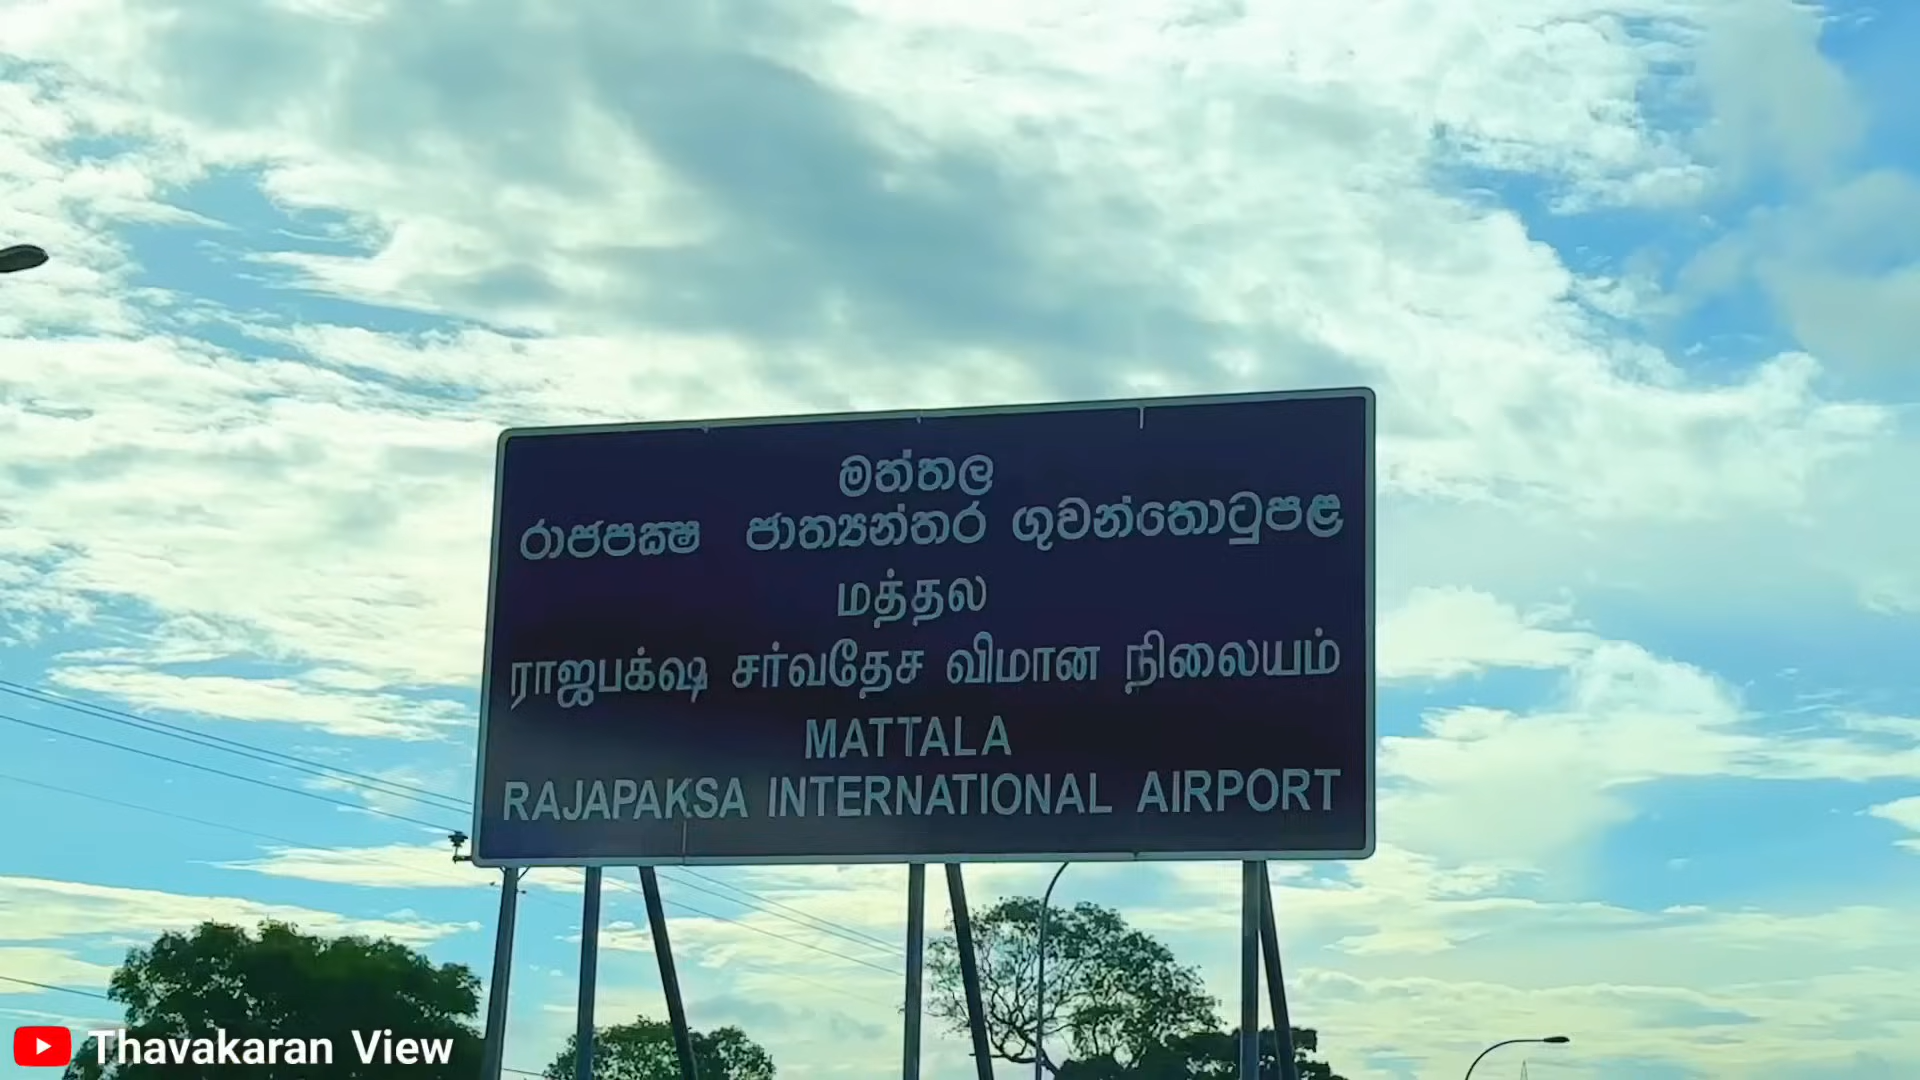 මත්තල
රාජපක්‍ෂ ජාත්‍යන්තර ගුවන්තොටුපළ
மத்தல
ராஜபக்ஷ சர்வதேச விமான நிலையம்
MATTALA
RAJAPAKSA INTERNATIONAL AIRPORT
Thavakaran View